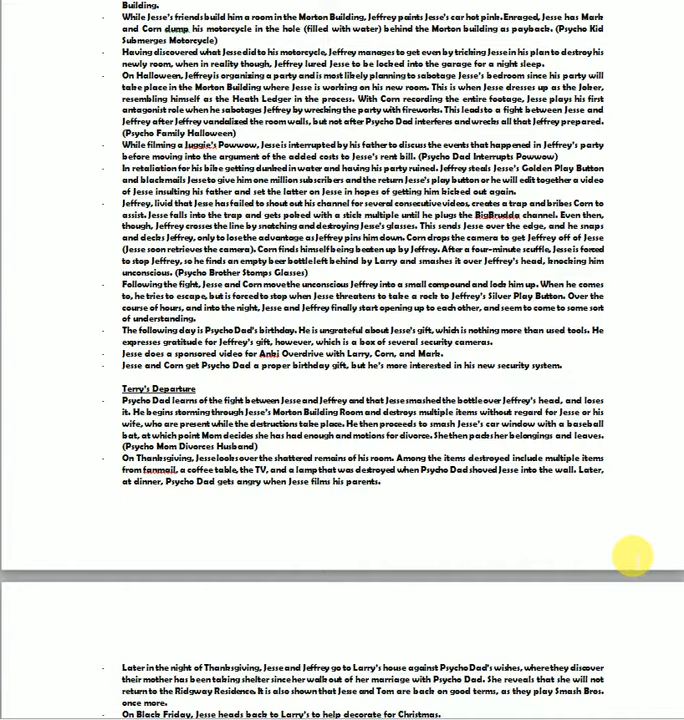 Building.
- While Jesse's friends build him a room in the Morton Building, Jeffrey paints Jesse's car hot pink. Enraged, Jesse has Mark
and Corn dump his motorcycle in the hole (filled with water) behind the Morton building as payback. (Psycho Kid
Submerges Motorcycle)
- Having discovered what Jesse did to his motorcycle, Jeffrey manages to get even by tricking Jesse in his plan to destroy his
newly room, when in reality though, Jeffrey lured Jesse to be locked into the garage for a night sleep.
- On Halloween, Jeffrey is organizing a party and is most likely planning to sabotage Jesse's bedroom since his party will
take place in the Morton Building where Jesse is working on his new room. This is when Jesse dresses up as the Joker,
resembling himself as the Heath Ledger in the process. With Corn recording the entire footage, Jesse plays his first
antagonist role when he sabotages Jeffrey by wrecking the party with fireworks. This leads to a fight between Jesse and
Jeffrey after Jeffrey vandalized the room walls, but not after Psycho Dad interferes and wrecks all that Jeffrey prepared.
(Psycho Family Halloween)
- While filming a Juggie's Powwow, Jesse is interrupted by his father to discuss the events that happened in Jeffrey's party
before moving into the argument of the added costs to Jesse's rent bill. (Psycho Dad Interrupts Powwow)
- In retaliation for his bike getting dunked in water and having his party ruined. Jeffrey steals Jesse's Golden Play Button
and blackmails Jesse to give him one million subscribers and the return Jesse's play button or he will edit together a video
of Jesse insulting his father and set the latter on Jesse in hopes of getting him kicked out again.
- Jeffrey, livid that Jesse has failed to shout out his channel for several consecutive videos, creates a trap and bribes Corn to
assist. Jesse falls into the trap and gets poked with a stick multiple until he plugs the BigBrudda channel. Even then,
though, Jeffrey crosses the line by snatching and destroying Jesse's glasses. This sends Jesse over the edge, and he snaps
and decks Jeffrey, only to lose the advantage as Jeffrey pins him down. Corn drops the camera to get Jeffrey off of Jesse
(Jesse soon retrieves the camera). Corn finds himself being beaten up by Jeffrey. After a four-minute scuffle, Jesse is forced
to stop Jeffrey, so he finds an empty beer bottle left behind by Larry and smashes it over Jeffrey's head, knocking him
unconscious. (Psycho Brother Stomps Glasses)
- Following the fight, Jesse and Corn move the unconscious Jeffrey into a small compound and lock him up. When he comes
to, he tries to escape, but is forced to stop when Jesse threatens to take a rock to Jeffrey's Silver Play Button. Over the
course of hours, and into the night, Jesse and Jeffrey finally start opening up to each other, and seem to come to some sort
of understanding.
- The following day is Psycho Dad's birthday. He is ungrateful about Jesse's gift, which is nothing more than used tools. He
expresses gratitude for Jeffrey's gift, however, which is a box of several security cameras.
- Jesse does a sponsored video for Anki Overdrive with Larry, Corn, and Mark.
- Jesse and Corn get Psycho Dad a proper birthday gift, but he's more interested in his new security system.
Terry's Departure
- Psycho Dad learns of the fight between Jesse and Jeffrey and that Jesse smashed the bottle over Jeffrey's head, and loses
it. He begins storming through Jesse's Morton Building Room and destroys multiple items without regard for Jesse or his
wife, who are present while the destructions take place. He then proceeds to smash Jesse's car window with a baseball
bat, at which point Mom decides she has had enough and motions for divorce. She then packs her belongings and leaves.
(Psycho Mom Divorces Husband)
- On Thanksgiving, Jesse looks over the shattered remains of his room. Among the items destroyed include multiple items
from fanmail, a coffee table, the TV, and a lamp that was destroyed when Psycho Dad shoved Jesse into the wall. Later,
at dinner, Psycho Dad gets angry when Jesse films his parents.
- Later in the night of Thanksgiving, Jesse and Jeffrey go to Larry's house against Psycho Dad's wishes, where they discover
their mother has been taking shelter since her walk out of her marriage with Psycho Dad. She reveals that she will not
return to the Ridgway Residence. It is also shown that Jesse and Tom are back on good terms, as they play Smash Bros.
once more.
- On Black Friday, Jesse heads back to Larry's to help decorate for Christmas.